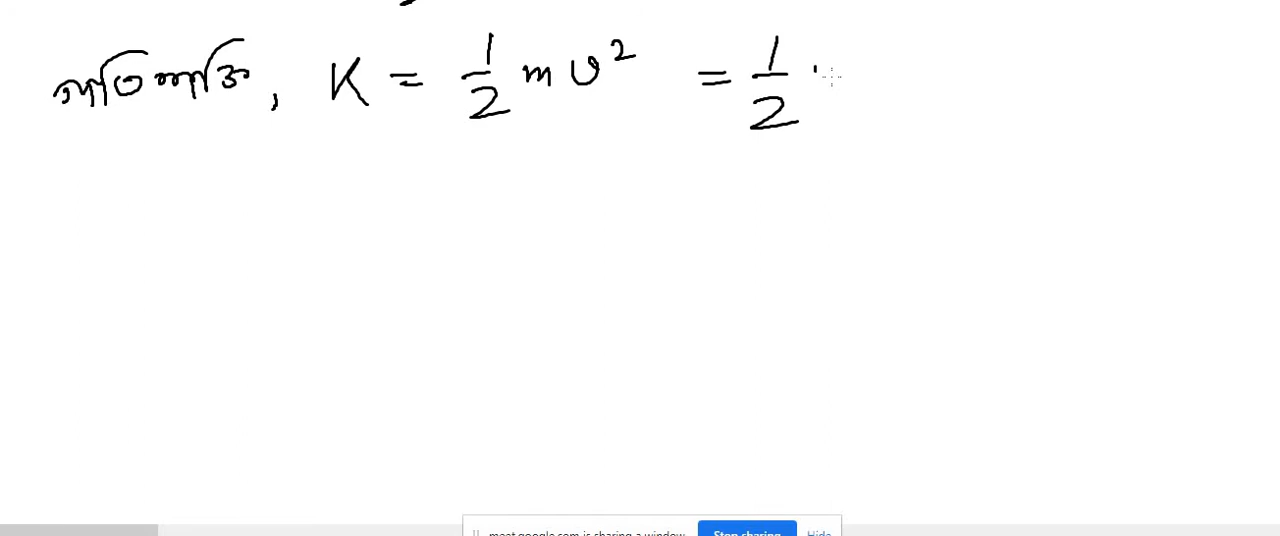 গতিশক্তি, K = 1/2 mv² = 1/2 ·
meet.google.com is sharing a window. Stop sharing Hide